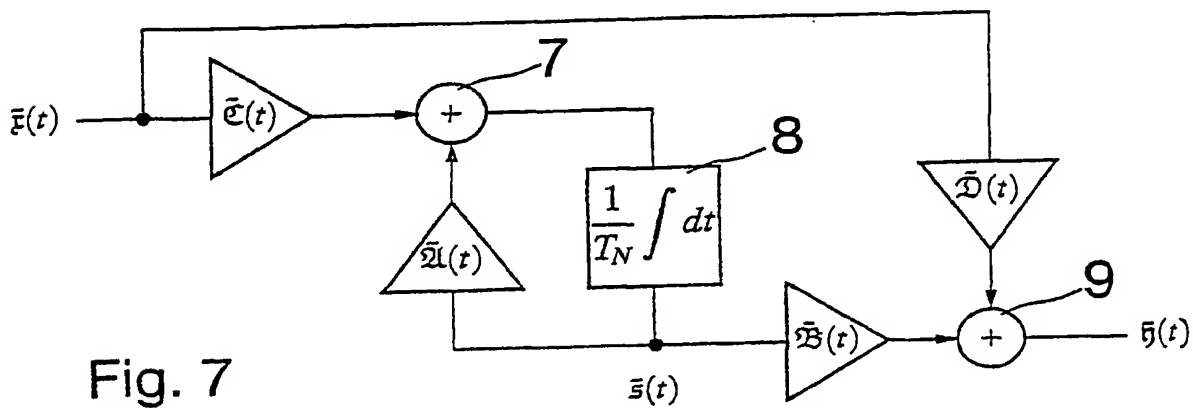 7
𝔵̄(t)
ℭ̄(t)
+
8
1/T_N ∫ dt
𝔇̄(t)
𝔄̄(t)
9
𝔅̄(t)
+
𝔶̄(t)
𝔰̄(t)
Fig. 7